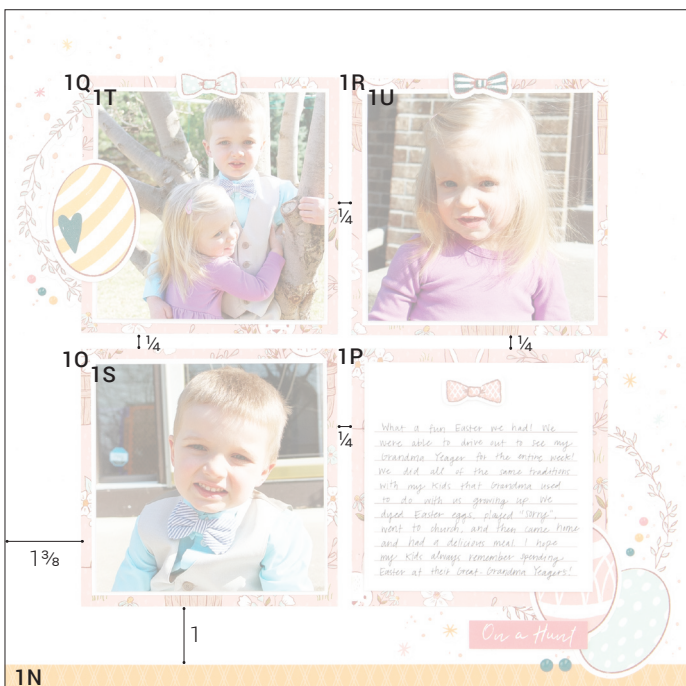 1Q
1T
1R
1U
1/4
1/4
1/4
1O
1S
1P
1/4
What a fun Easter we had! We
were able to drive out to see my
Grandma Yeager for the entire week!
We did all of the same traditions
with my kids that Grandma used
to do with us growing up. We
dyed Easter eggs, played
went to church, and then came home
and had a delicious meal. I hope
my kids always remember spending
Easter at their Great-Grandma Yeagers!
1 3/8
1
On a Hunt
1N